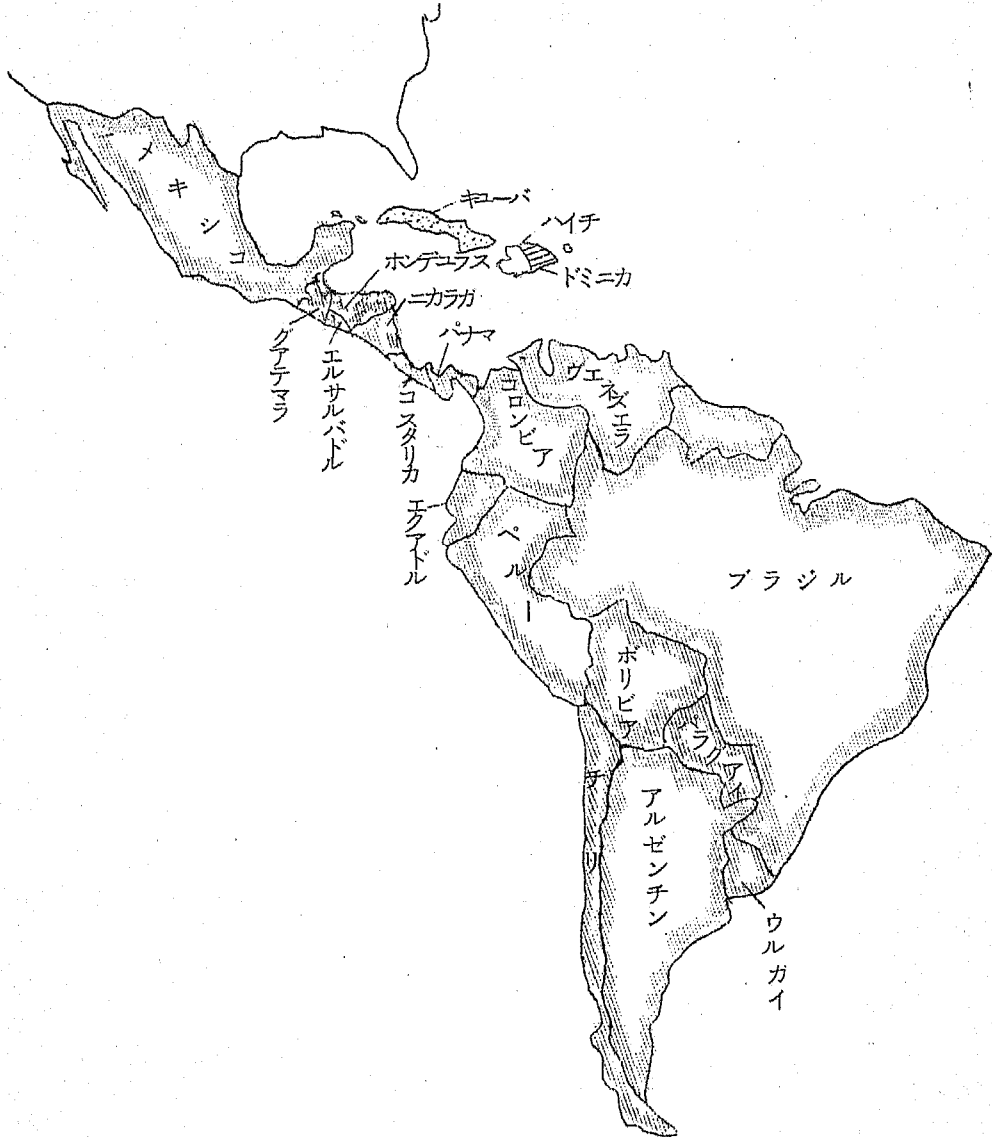 メキシコ
キューバ
ハイチ
ドミニカ
ホンデュラス
ニカラガ
パナマ
グアテマラ
エルサルバドル
コスタリカ
コロンビア
ヴエネズエラ
エクアドル
ペルー
ブラジル
ボリビア
パラグアイ
チリ
アルゼンチン
ウルガイ